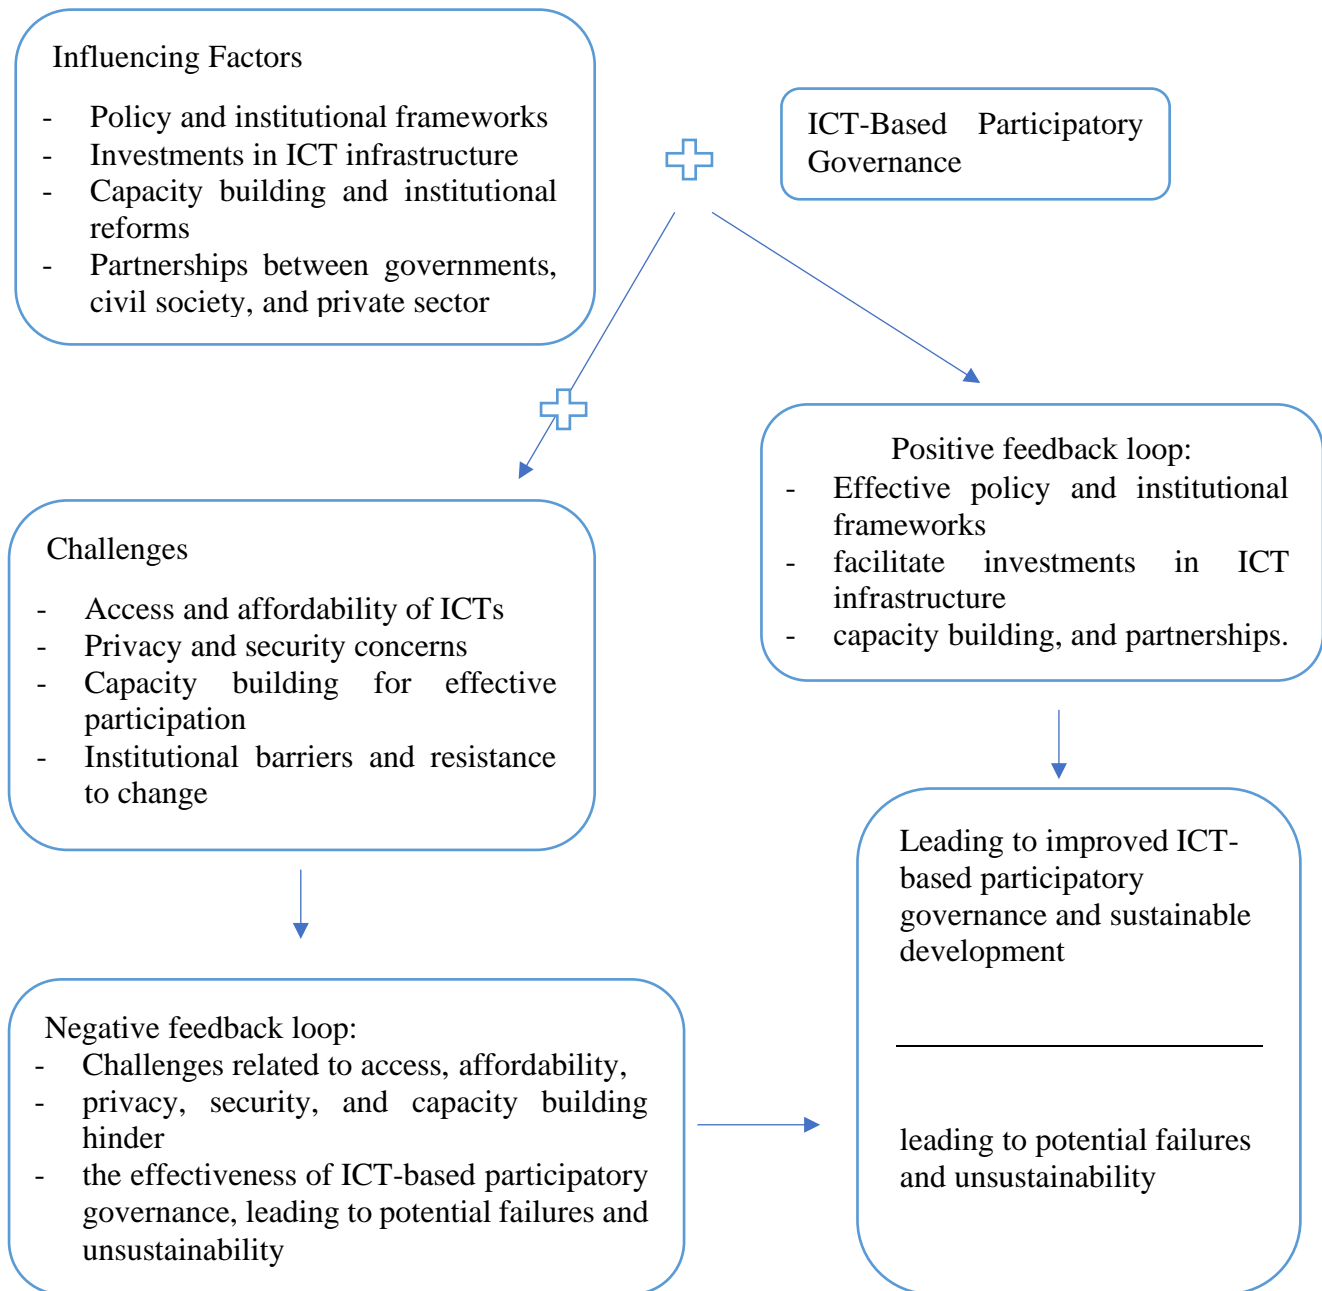 Influencing Factors
- Policy and institutional frameworks
- Investments in ICT infrastructure
- Capacity building and institutional
reforms
- Partnerships between governments,
civil society, and private sector
ICT-Based Participatory
Governance
Positive feedback loop:
- Effective policy and institutional
frameworks
- facilitate investments in ICT
infrastructure
- capacity building, and partnerships.
Challenges
- Access and affordability of ICTs
- Privacy and security concerns
- Capacity building for effective
participation
- Institutional barriers and resistance
to change
Negative feedback loop:
- Challenges related to access, affordability,
- privacy, security, and capacity building
hinder
- the effectiveness of ICT-based participatory
governance, leading to potential failures and
unsustainability
Leading to improved ICT-
based participatory
governance and sustainable
development
leading to potential failures
and unsustainability